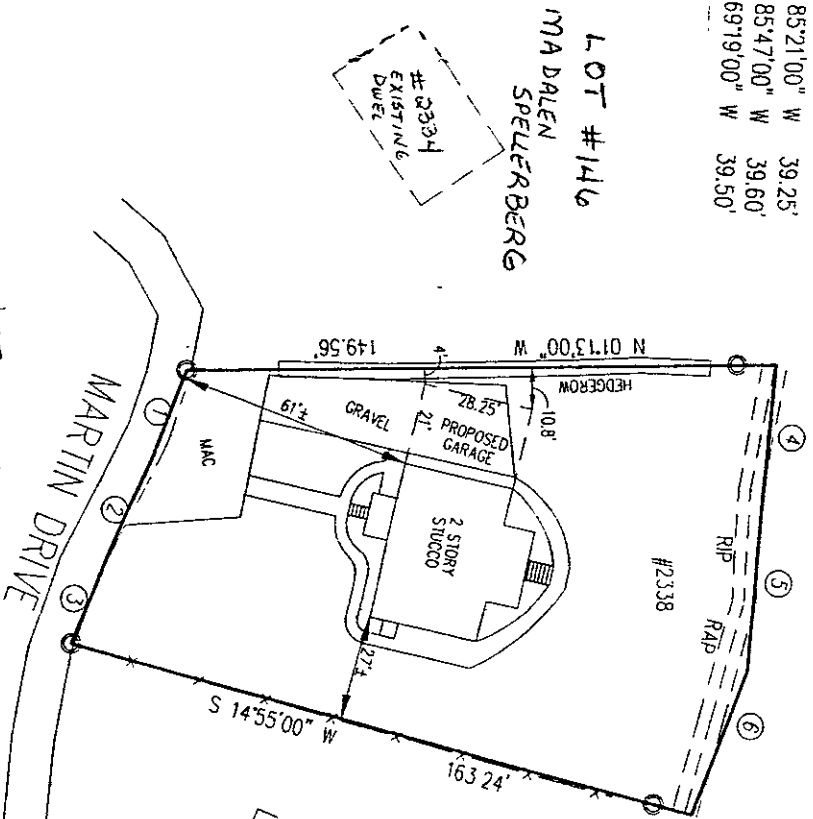 85°21'00" W 39.25'
85°47'00" W 39.60'
69°19'00" W 39.50'
LOT #146
MADALEN
SPELLERBERG
#2334
EXISTING
DWEL
N 01°13'00" W
149.56'
HEDGEROW
4'
21'
28.25'
10.8'
PROPOSED
GARAGE
GRAVEL
61'±
MAC
2 STORY
STUCCO
#2338
RIP
RAP
27'±
S 14°55'00" W
163.24'
MARTIN DRIVE
1
2
3
4
5
6